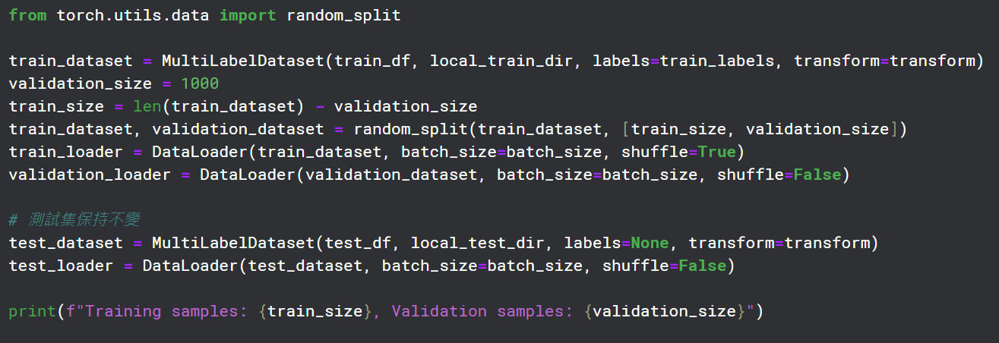 from torch.utils.data import random_split
train_dataset = MultiLabelDataset(train_df, local_train_dir, labels=train_labels, transform=transform)
validation_size = 1000
train_size = len(train_dataset) - validation_size
train_dataset, validation_dataset = random_split(train_dataset, [train_size, validation_size])
train_loader = DataLoader(train_dataset, batch_size=batch_size, shuffle=True)
validation_loader = DataLoader(validation_dataset, batch_size=batch_size, shuffle=False)
# 測試集保持不變
test_dataset = MultiLabelDataset(test_df, local_test_dir, labels=None, transform=transform)
test_loader = DataLoader(test_dataset, batch_size=batch_size, shuffle=False)
print(f"Training samples: {train_size}, Validation samples: {validation_size}")